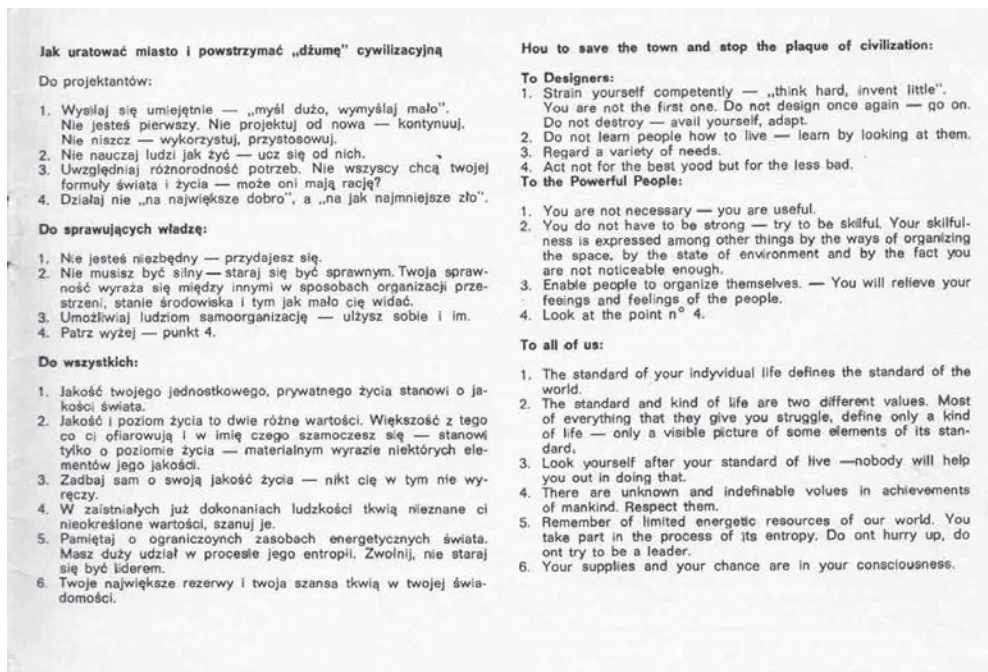 Jak uratować miasto i powstrzymać „dżumę" cywilizacyjną
Do projektantów:
1. Wysilaj się umiejętnie — „myśl dużo, wymyślaj mało".
Nie jesteś pierwszy. Nie projektuj od nowa — kontynuuj.
Nie niszcz — wykorzystuj, przystosowuj.
2. Nie nauczaj ludzi jak żyć — ucz się od nich.
3. Uwzględniaj różnorodność potrzeb. Nie wszyscy chcą twojej
formuły świata i życia — może oni mają rację?
4. Działaj nie „na największe dobro", a „na jak najmniejsze zło".
Do sprawujących władzę:
1. Nie jesteś niezbędny — przydajesz się.
2. Nie musisz być silny — staraj się być sprawnym. Twoja spraw-
ność wyraża się między innymi w sposobach organizacji prze-
strzeni, stanie środowiska i tym jak mało cię widać.
3. Umożliwiaj ludziom samoorganizację — ulżysz sobie i im.
4. Patrz wyżej — punkt 4.
Do wszystkich:
1. Jakość twojego jednostkowego, prywatnego życia stanowi o ja-
kości świata.
2. Jakość i poziom życia to dwie różne wartości. Większość z tego
co ci ofiarowują i w imię czego szamoczesz się — stanowi
tylko o poziomie życia — materialnym wyrazie niektórych ele-
mentów jego jakości.
3. Zadbaj sam o swoją jakość życia — nikt cię w tym nie wy-
ręczy.
4. W zaistniałych już dokonaniach ludzkości tkwią nieznane ci
nieokreślone wartości, szanuj je.
5. Pamiętaj o ograniczoynch zasobach energetycznych świata.
Masz duży udział w procesie jego entropii. Zwolnij, nie staraj
się być liderem.
6. Twoje największe rezerwy i twoja szansa tkwią w twojej świa-
domości.
Hou to save the town and stop the plaque of civilization:
To Designers:
1. Strain yourself competently — „think hard, invent little".
You are not the first one. Do not design once again — go on.
Do not destroy — avail yourself, adapt.
2. Do not learn people how to live — learn by looking at them.
3. Regard a variety of needs.
4. Act not for the best yood but for the less bad.
To the Powerful People:
1. You are not necessary — you are useful.
2. You do not have to be strong — try to be skilful. Your skilful-
ness is expressed among other things by the ways of organizing
the space, by the state of environment and by the fact you
are not noticeable enough.
3. Enable people to organize themselves. — You will relieve your
feeings and feelings of the people.
4. Look at the point n° 4.
To all of us:
1. The standard of your indyvidual life defines the standard of the
world.
2. The standard and kind of life are two different values. Most
of everything that they give you struggle, define only a kind
of life — only a visible picture of some elements of its stan-
dard.
3. Look yourself after your standard of live —nobody will help
you out in doing that.
4. There are unknown and indefinable volues in achievements
of mankind. Respect them.
5. Remember of limited energetic resources of our world. You
take part in the process of its entropy. Do ont hurry up, do
ont try to be a leader.
6. Your supplies and your chance are in your consciousness.